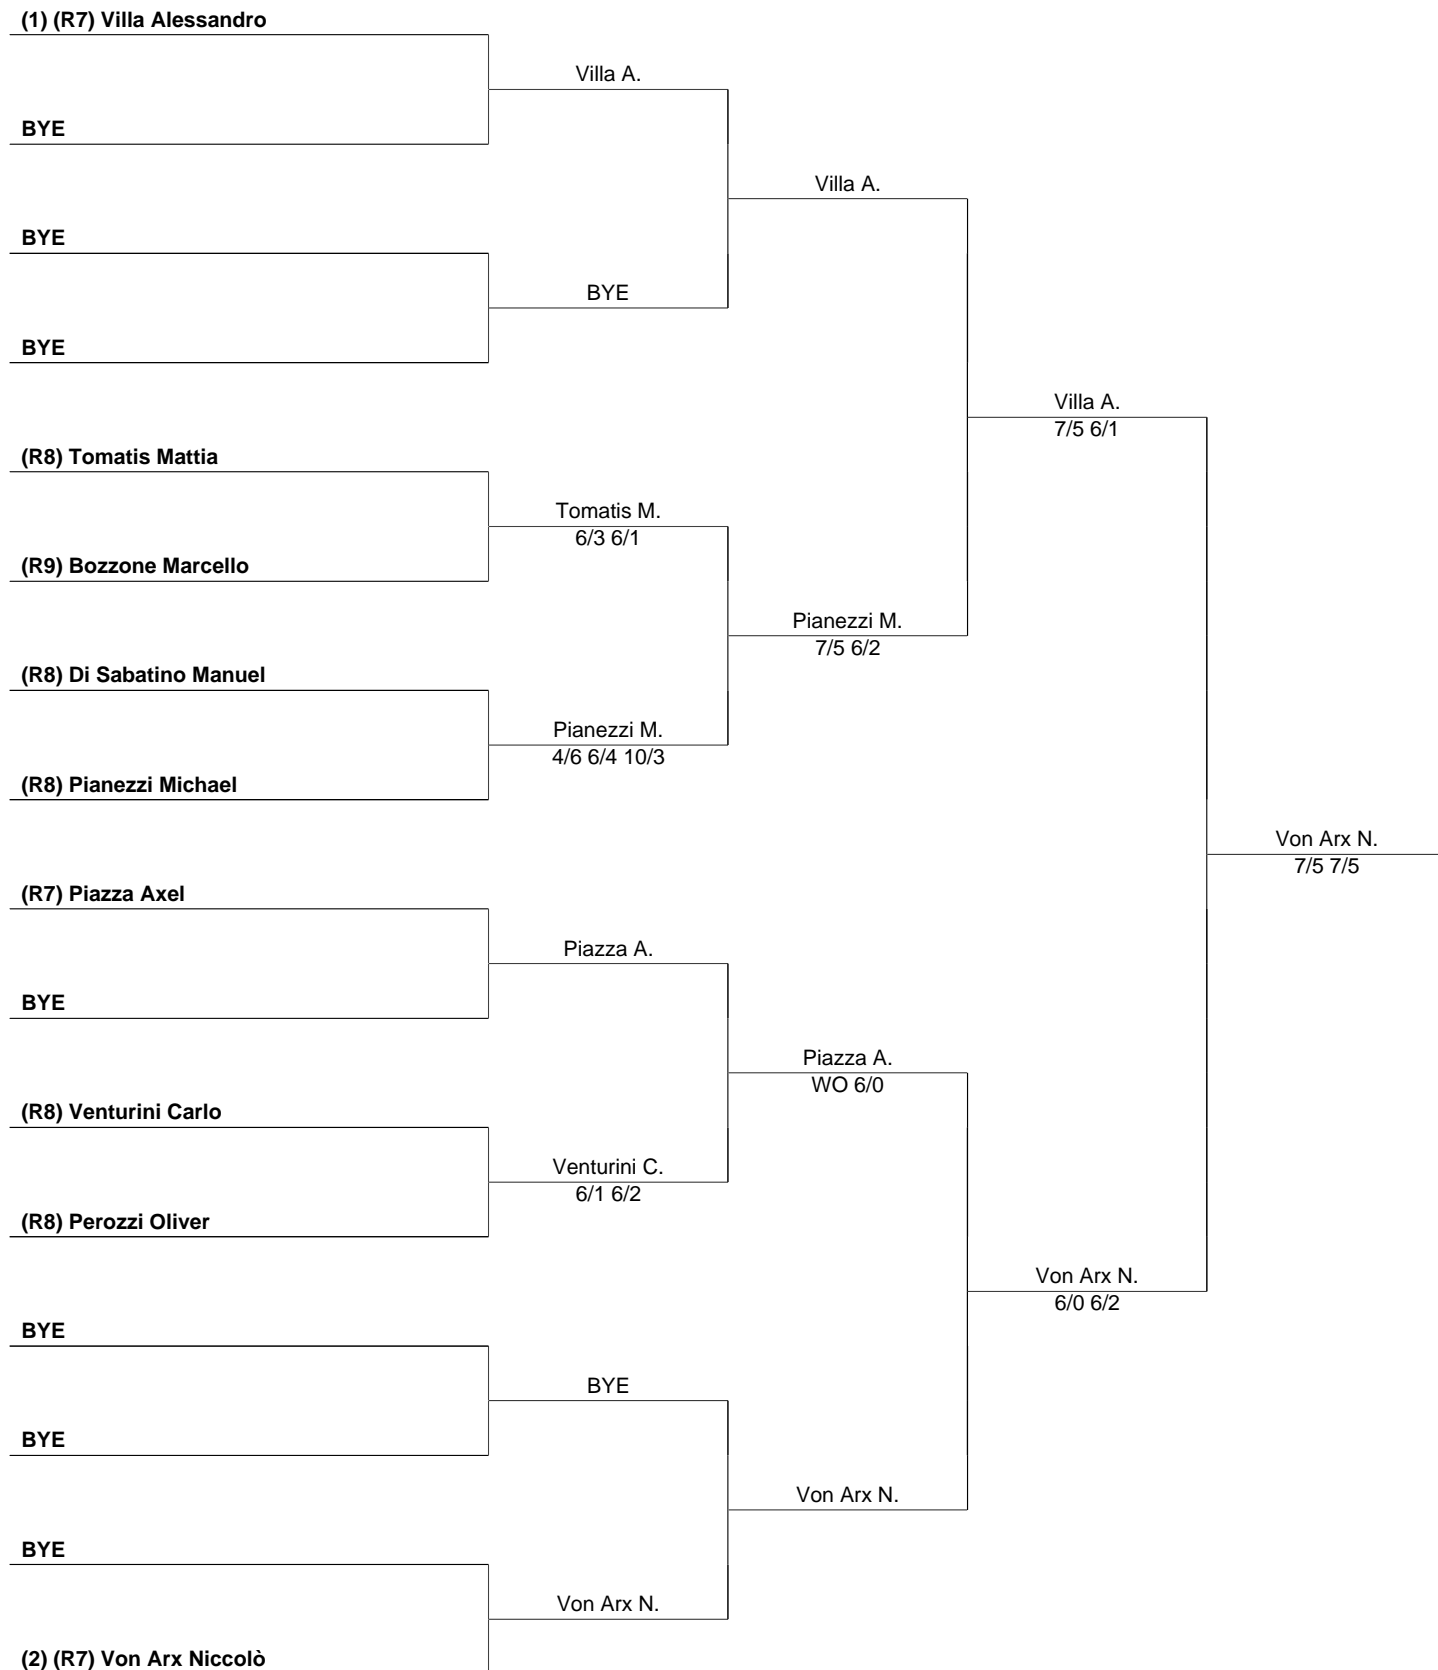 (1) (R7) Villa Alessandro
Villa A.
BYE
Villa A.
BYE
BYE
BYE
Villa A.
7/5 6/1
(R8) Tomatis Mattia
Tomatis M.
6/3 6/1
(R9) Bozzone Marcello
Pianezzi M.
7/5 6/2
(R8) Di Sabatino Manuel
Pianezzi M.
4/6 6/4 10/3
(R8) Pianezzi Michael
Von Arx N.
7/5 7/5
(R7) Piazza Axel
Piazza A.
BYE
Piazza A.
WO 6/0
(R8) Venturini Carlo
Venturini C.
6/1 6/2
(R8) Perozzi Oliver
Von Arx N.
6/0 6/2
BYE
BYE
BYE
Von Arx N.
BYE
Von Arx N.
(2) (R7) Von Arx Niccolò